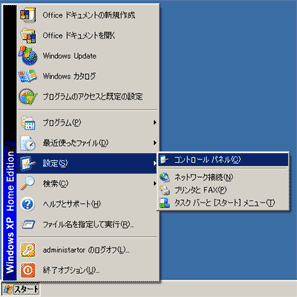 Office ドキュメントの新規作成
Office ドキュメントを開く
Windows Update
Windows カタログ
プログラムのアクセスと既定の設定
プログラム(P)
最近使ったファイル(D)
設定(S)
検索(C)
ヘルプとサポート(H)
ファイル名を指定して実行(R)...
administartor のログオフ(L)...
終了オプション(U)...
コントロール パネル(C)
ネットワーク接続(N)
プリンタと FAX(P)
タスク バーと [スタート] メニュー(T)
Windows XP Home Edition
スタート